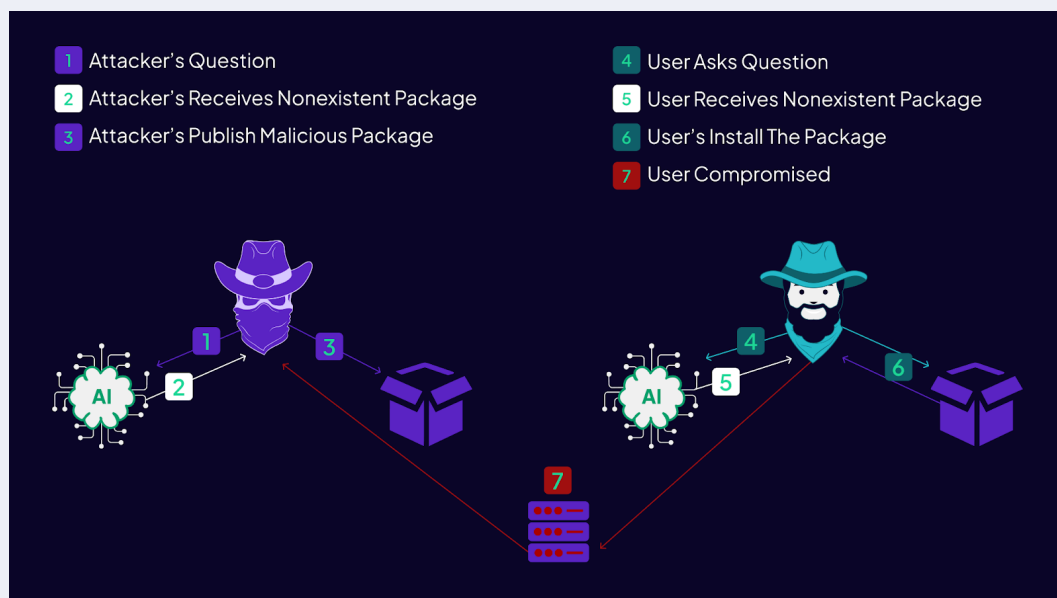 1 Attacker's Question
2 Attacker's Receives Nonexistent Package
3 Attacker's Publish Malicious Package
4 User Asks Question
5 User Receives Nonexistent Package
6 User's Install The Package
7 User Compromised
1
3
AI
2
4
6
AI
5
7